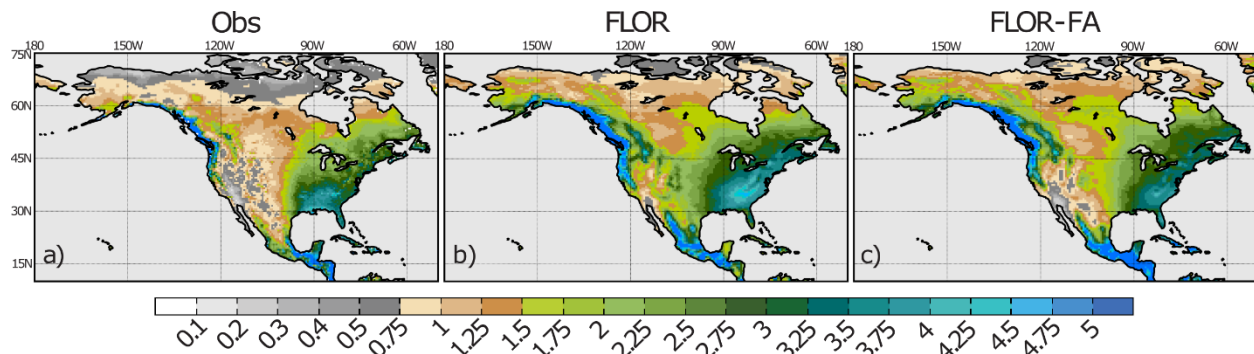 Obs FLOR FLOR-FA
180 150W 120W 90W 60W 180 150W 120W 90W 60W 180 150W 120W 90W 60W
75N
60N
45N
30N
15N
a) b) c)
0.1 0.2 0.3 0.4 0.5 0.75 1 1.25 1.5 1.75 2 2.25 2.5 2.75 3 3.25 3.5 3.75 4 4.25 4.5 4.75 5